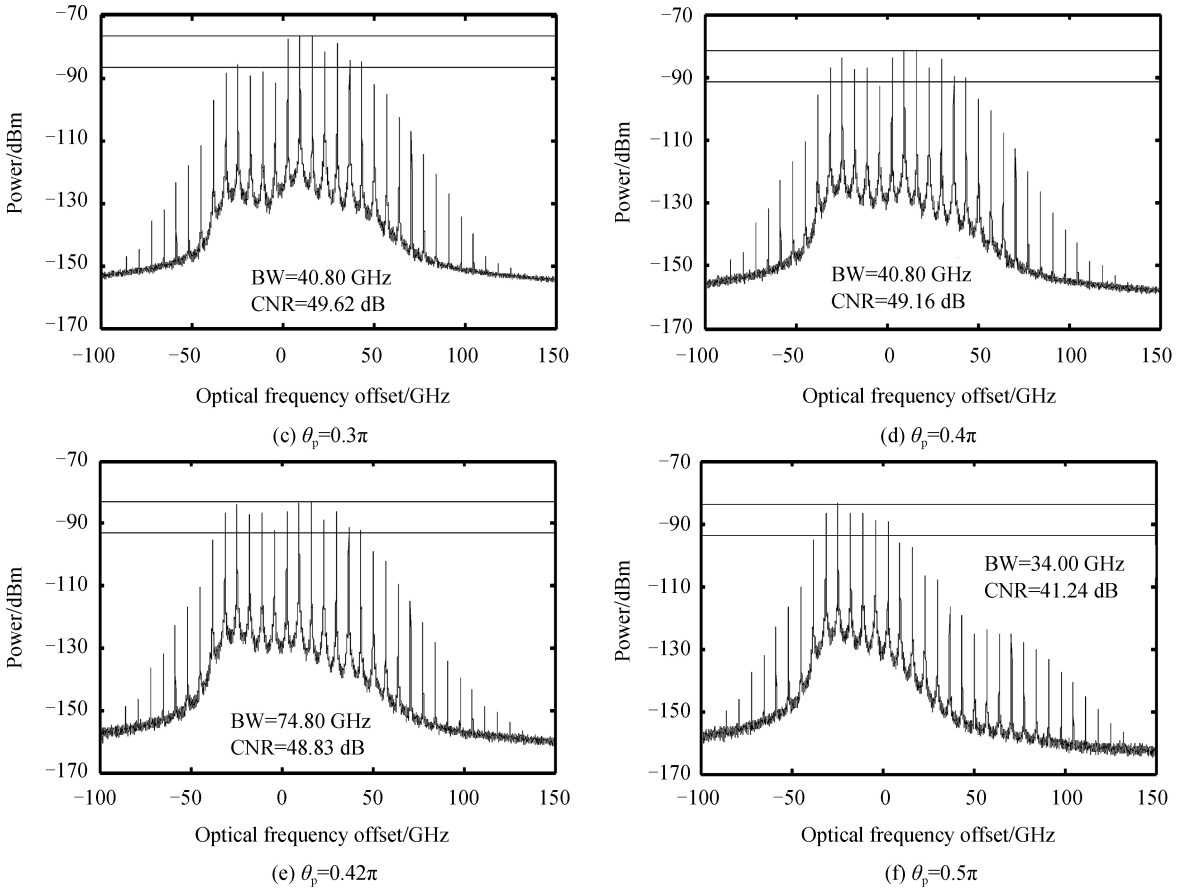 −70
−90
−110
−130
−150
−170
Power/dBm
BW=40.80 GHz
CNR=49.62 dB
−100
−50
0
50
100
150
Optical frequency offset/GHz
(c) θp=0.3π
−70
−90
−110
−130
−150
−170
Power/dBm
BW=40.80 GHz
CNR=49.16 dB
−100
−50
0
50
100
150
Optical frequency offset/GHz
(d) θp=0.4π
−70
−90
−110
−130
−150
−170
Power/dBm
BW=74.80 GHz
CNR=48.83 dB
−100
−50
0
50
100
150
Optical frequency offset/GHz
(e) θp=0.42π
−70
−90
−110
−130
−150
−170
Power/dBm
BW=34.00 GHz
CNR=41.24 dB
−100
−50
0
50
100
150
Optical frequency offset/GHz
(f) θp=0.5π